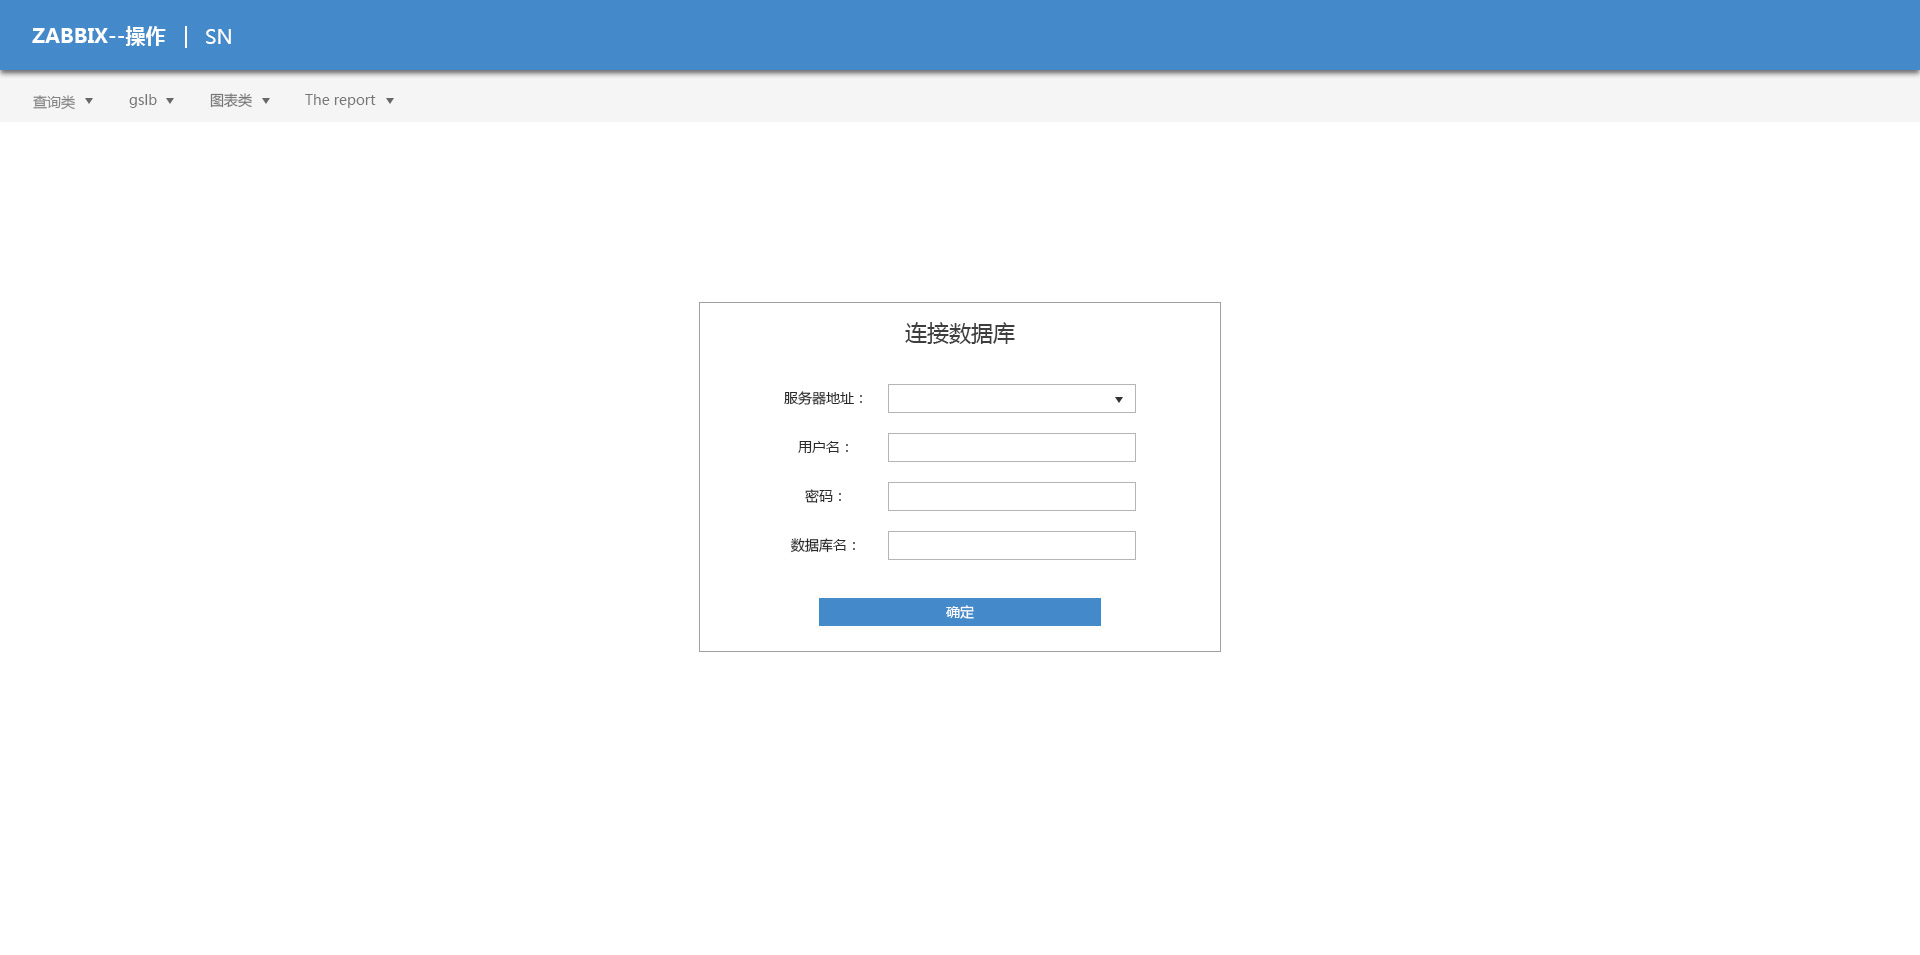 ZABBIX--操作 | SN
查询类 gslb 图表类 The report
连接数据库
服务器地址：
用户名：
密码：
数据库名：
确定